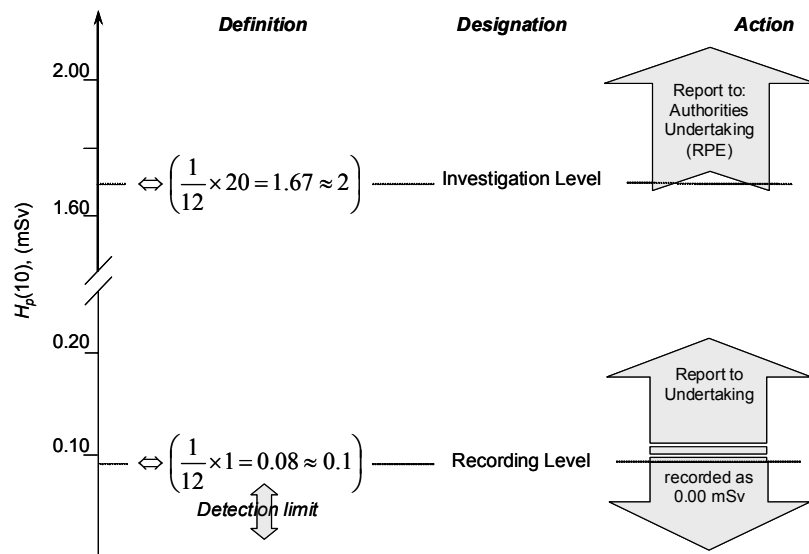 Definition Designation Action
2.00
Report to:
Authorities
Undertaking
(RPE)
⇔ (1/12 × 20 = 1.67 ≈ 2) Investigation Level
1.60
Hp(10), (mSv)
0.20
Report to
Undertaking
0.10
⇔ (1/12 × 1 = 0.08 ≈ 0.1) Recording Level
recorded as
0.00 mSv
Detection limit